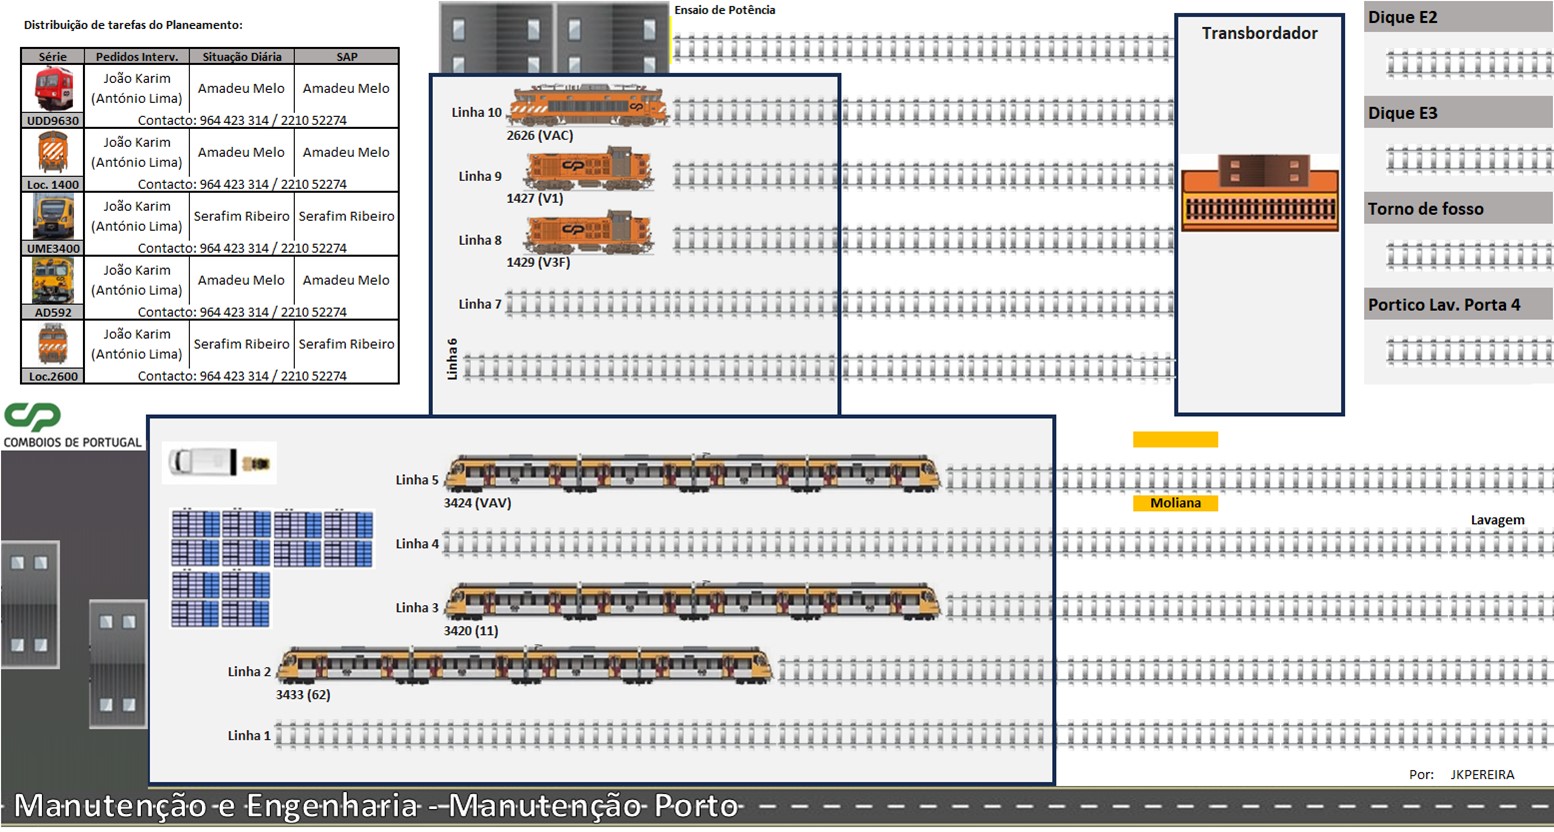 Distribuição de tarefas do Planeamento:
Série Pedidos Interv. Situação Diária SAP
João Karim
(António Lima) Amadeu Melo Amadeu Melo
UDD9630 Contacto: 964 423 314 / 2210 52274
João Karim
(António Lima) Amadeu Melo Amadeu Melo
Loc. 1400 Contacto: 964 423 314 / 2210 52274
João Karim
(António Lima) Serafim Ribeiro Serafim Ribeiro
UME3400 Contacto: 964 423 314 / 2210 52274
João Karim
(António Lima) Amadeu Melo Amadeu Melo
AD592 Contacto: 964 423 314 / 2210 52274
João Karim
(António Lima) Serafim Ribeiro Serafim Ribeiro
Loc.2600 Contacto: 964 423 314 / 2210 52274
CP
COMBOIOS DE PORTUGAL
Ensaio de Potência
Linha 10
2626 (VAC)
Linha 9
1427 (V1)
Linha 8
1429 (V3F)
Linha 7
Linha 6
Transbordador
Dique E2
Dique E3
Torno de fosso
Portico Lav. Porta 4
Linha 5
3424 (VAV)
Moliana
Linha 4
Lavagem
Linha 3
3420 (11)
Linha 2
3433 (62)
Linha 1
Por: JKPEREIRA
Manutenção e Engenharia - Manutenção Porto